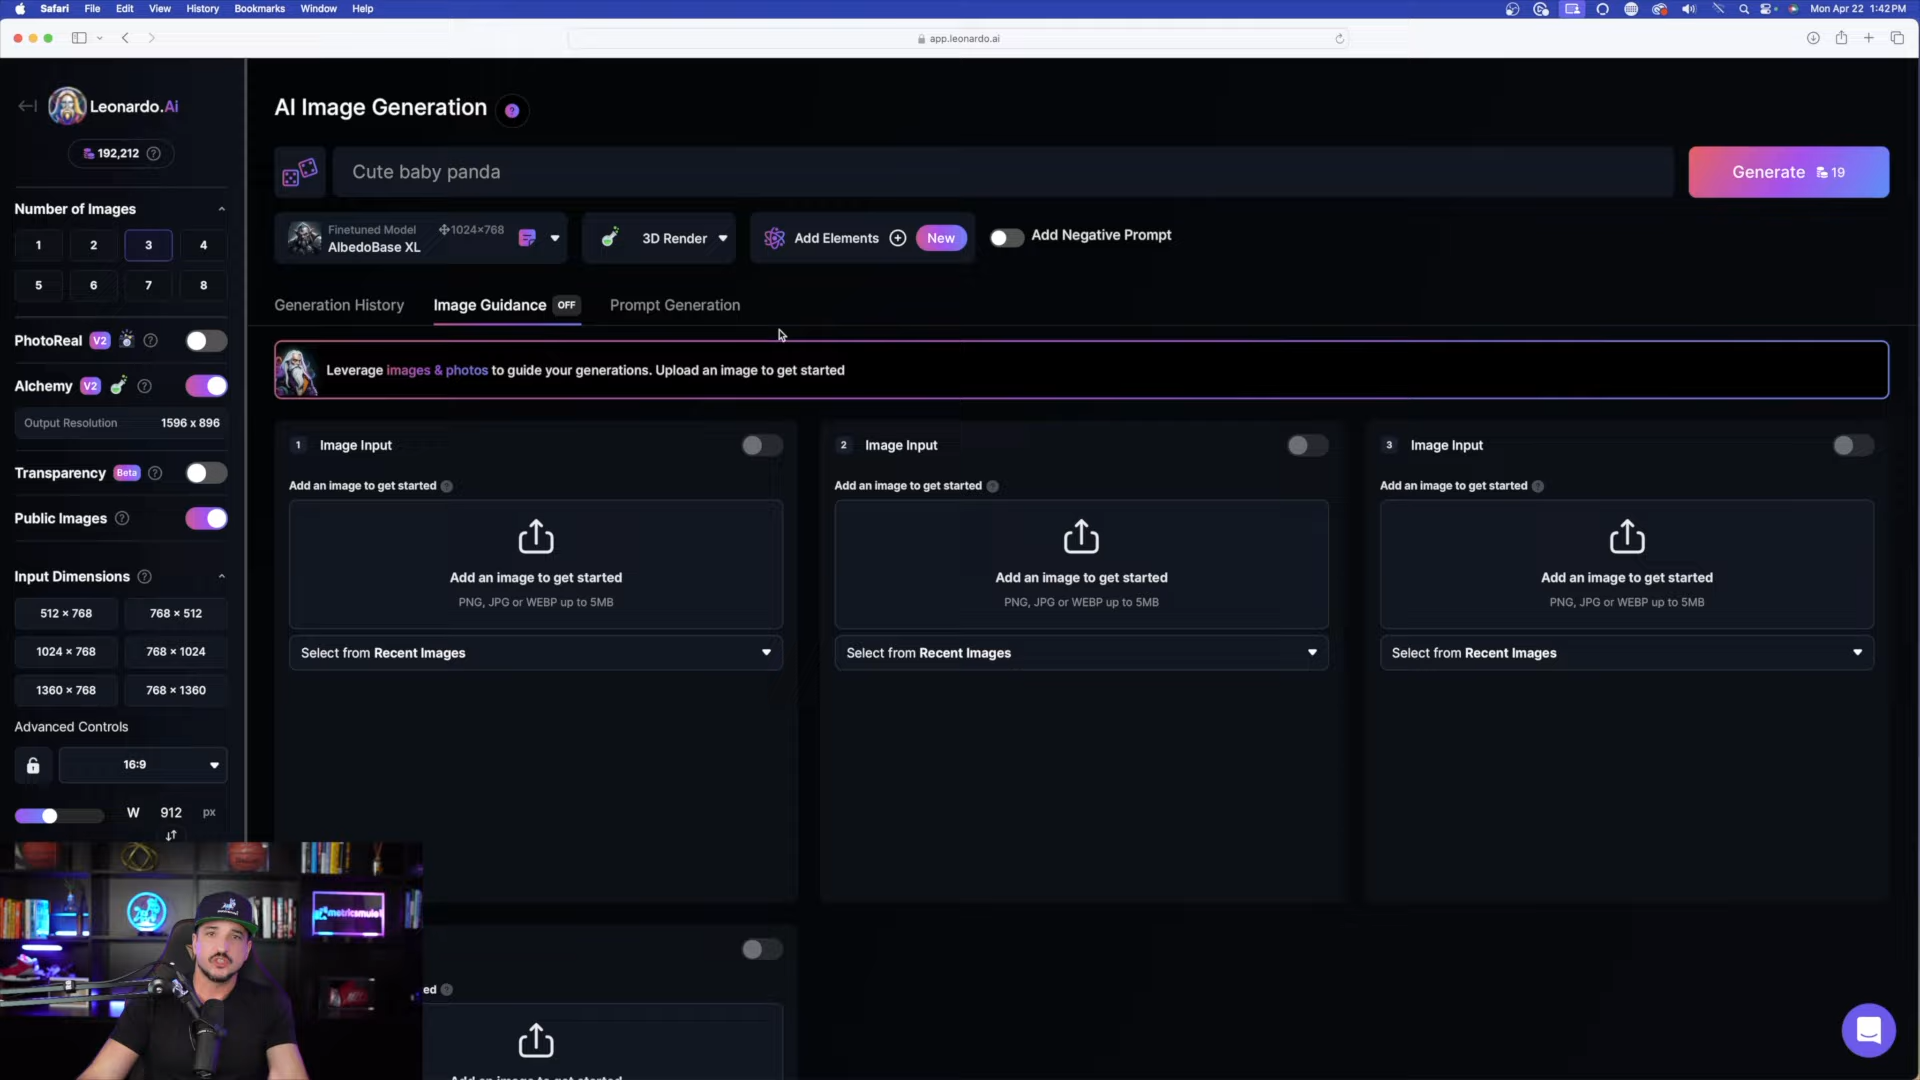 Safari File Edit View History Bookmarks Window Help
Mon Apr 22 1:42 PM
app.leonardo.ai
Leonardo.Ai
192,212
Number of Images
1 2 3 4
5 6 7 8
PhotoReal V2
Alchemy V2
Output Resolution 1596 x 896
Transparency Beta
Public Images
Input Dimensions
512 × 768 768 × 512
1024 × 768 768 × 1024
1360 × 768 768 × 1360
Advanced Controls
16:9
W 912 px
AI Image Generation
Cute baby panda
Generate 19
Finetuned Model 1024×768
AlbedoBase XL
3D Render
Add Elements New
Add Negative Prompt
Generation History Image Guidance OFF Prompt Generation
Leverage images & photos to guide your generations. Upload an image to get started
1 Image Input
Add an image to get started
Add an image to get started
PNG, JPG or WEBP up to 5MB
Select from Recent Images
2 Image Input
Add an image to get started
Add an image to get started
PNG, JPG or WEBP up to 5MB
Select from Recent Images
3 Image Input
Add an image to get started
Add an image to get started
PNG, JPG or WEBP up to 5MB
Select from Recent Images
ed
Add an image to get started
metricsmule